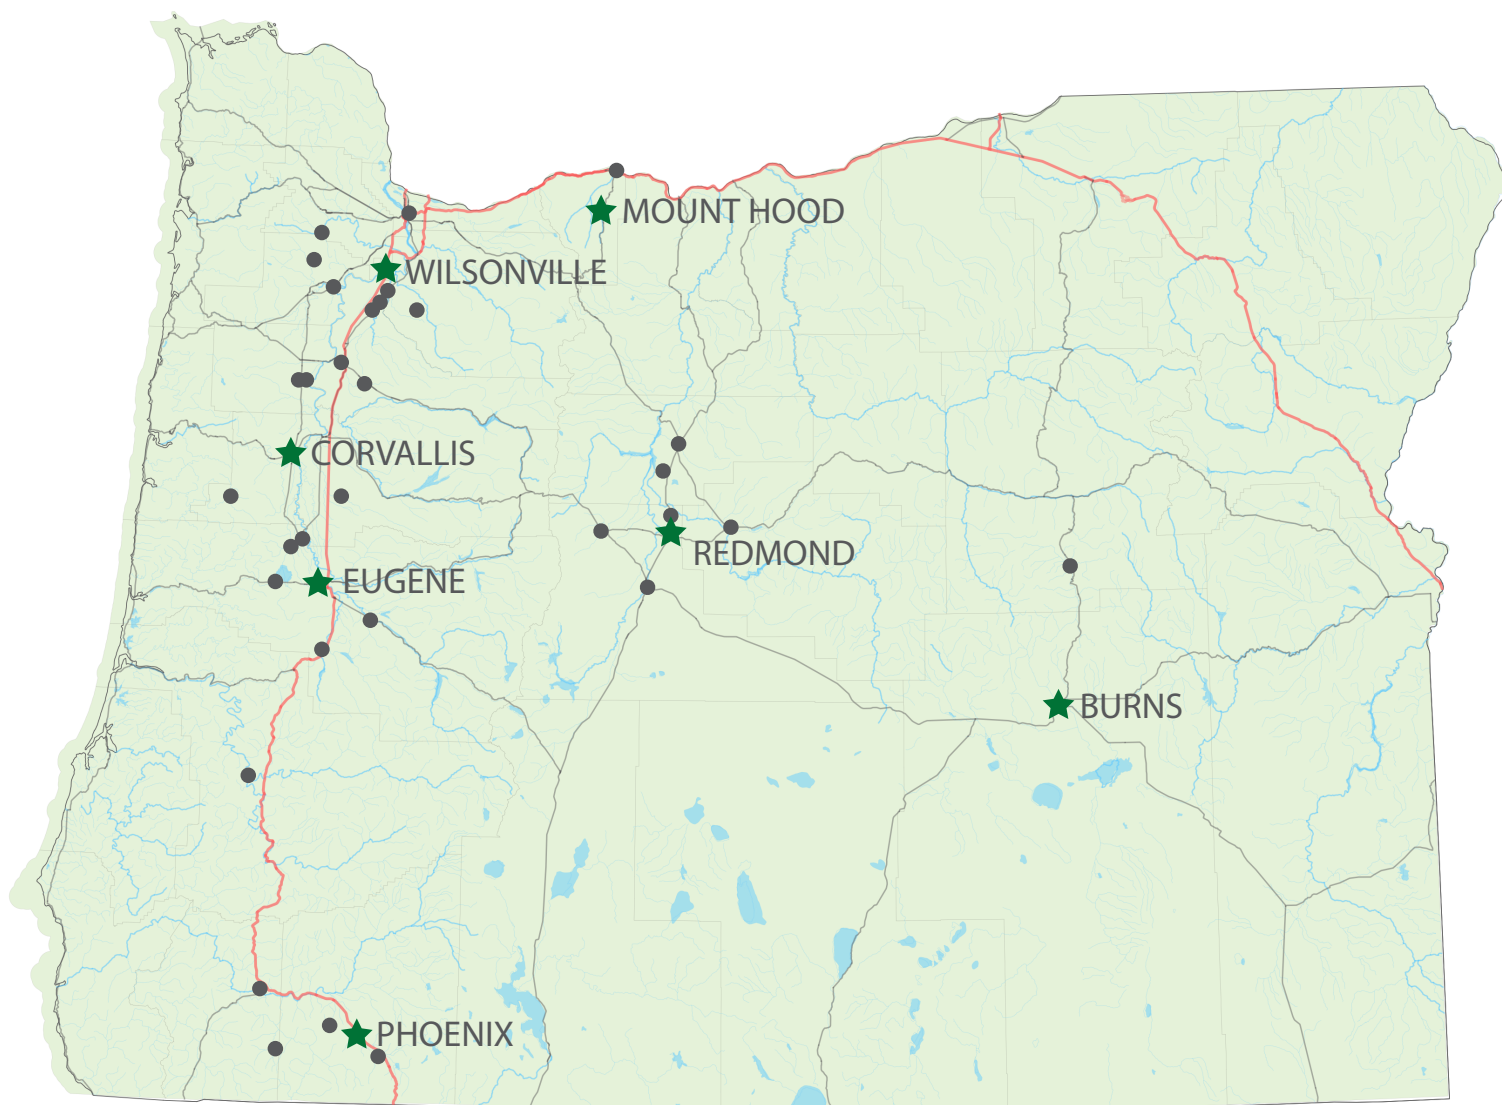 MOUNT HOOD
WILSONVILLE
CORVALLIS
REDMOND
EUGENE
BURNS
PHOENIX